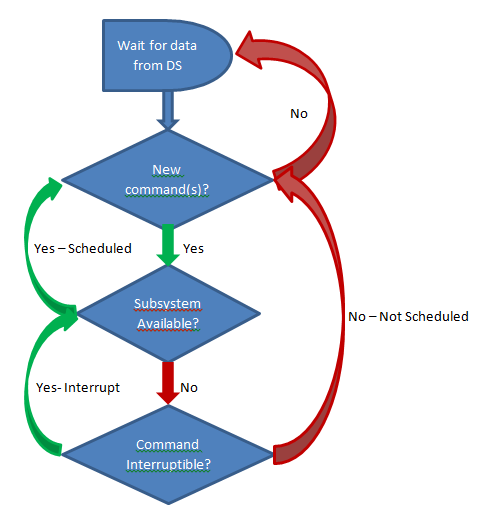 Wait for data
from DS
No
New
command(s)?
Yes – Scheduled
Yes
Subsystem
Available?
No – Not Scheduled
Yes- Interrupt
No
Command
Interruptible?